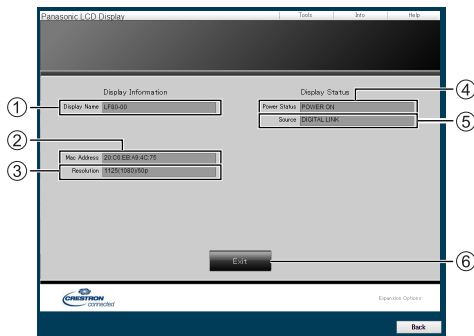 Panasonic LCD Display
Tools Info Help
Display Information
Display Status
① Display Name LF80-00
Power Status POWER ON ④
Source DIGITAL LINK ⑤
②
Mac Address 20:C6:EB:A9:4C:75
③ Resolution 1125(1080)/60p
Exit ⑥
CRESTRON
connected
Expansion Options
Back